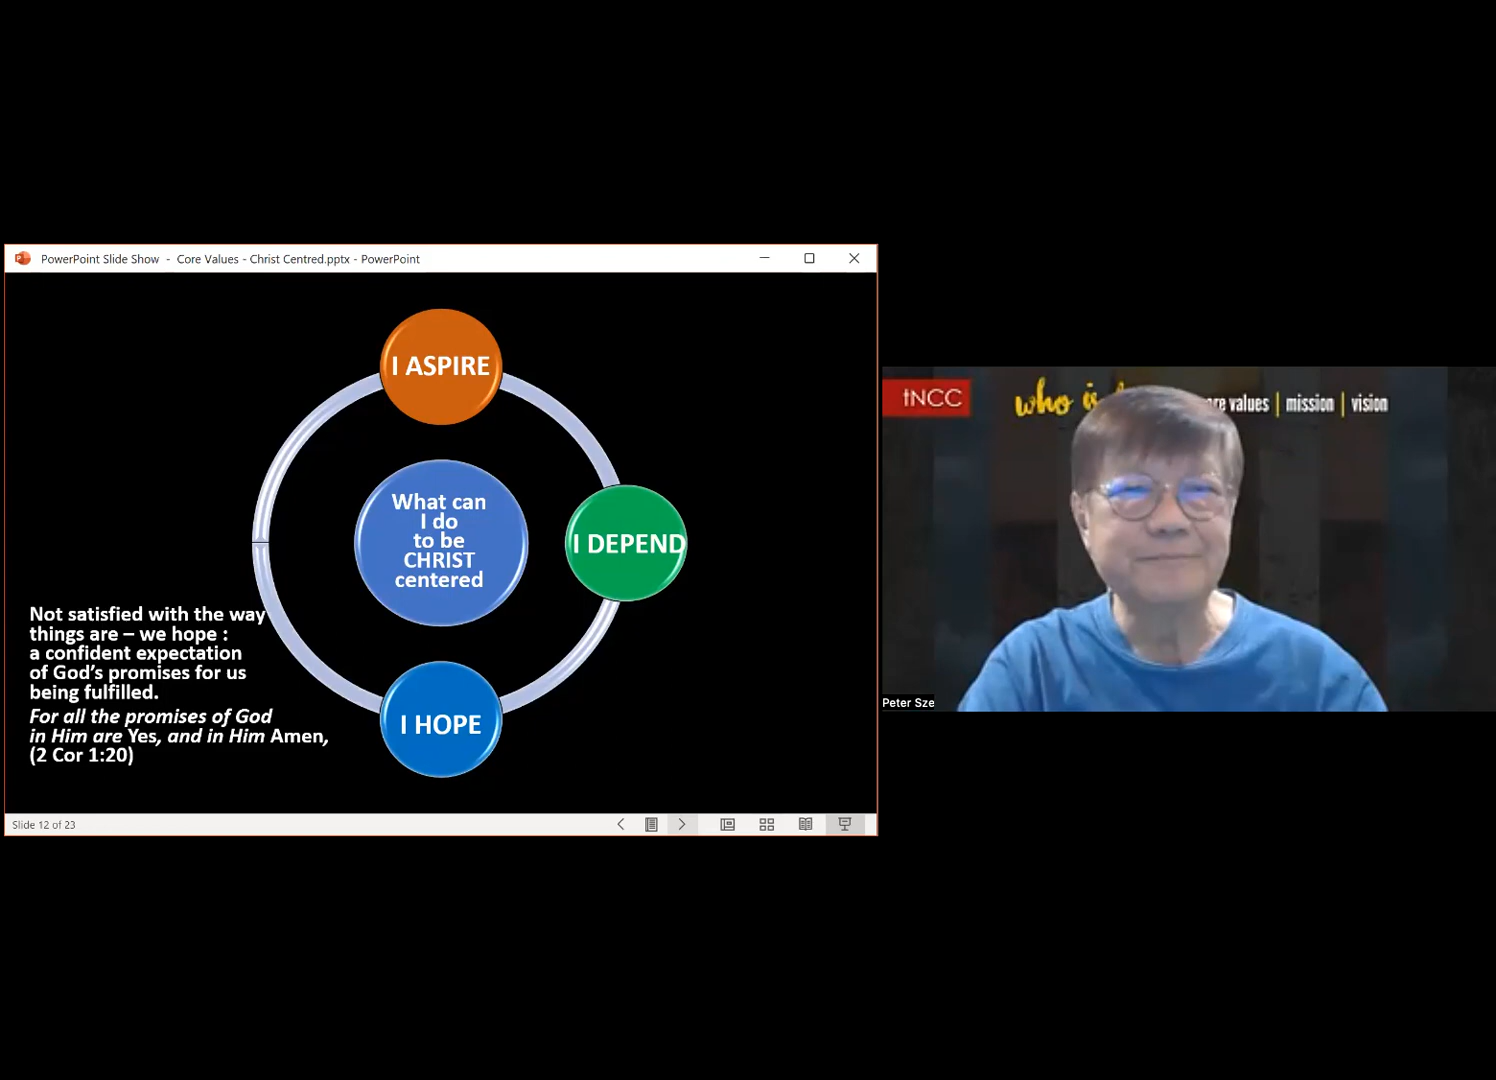 PowerPoint Slide Show - Core Values - Christ Centred.pptx - PowerPoint
I ASPIRE
What can
I do
to be
CHRIST
centered
I DEPEND
I HOPE
Not satisfied with the way
things are – we hope :
a confident expectation
of God's promises for us
being fulfilled.
For all the promises of God
in Him are Yes, and in Him Amen,
(2 Cor 1:20)
Slide 12 of 23
tNCC
who is
values | mission | vision
Peter Sze